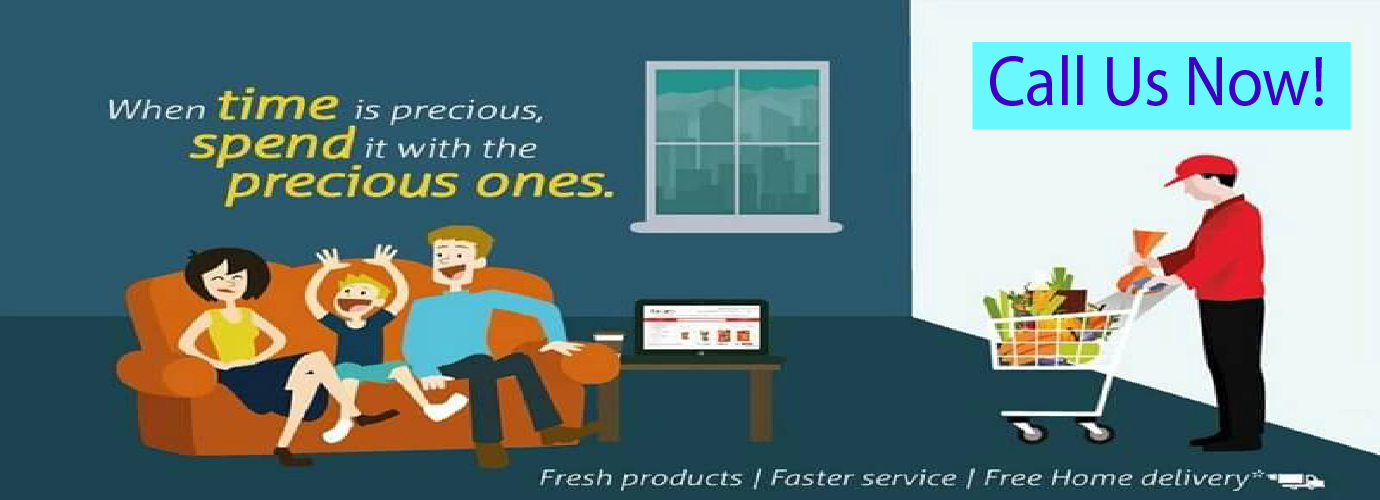 When time is precious,
spend it with the
precious ones.
Call Us Now!
Fresh products | Faster service | Free Home delivery*